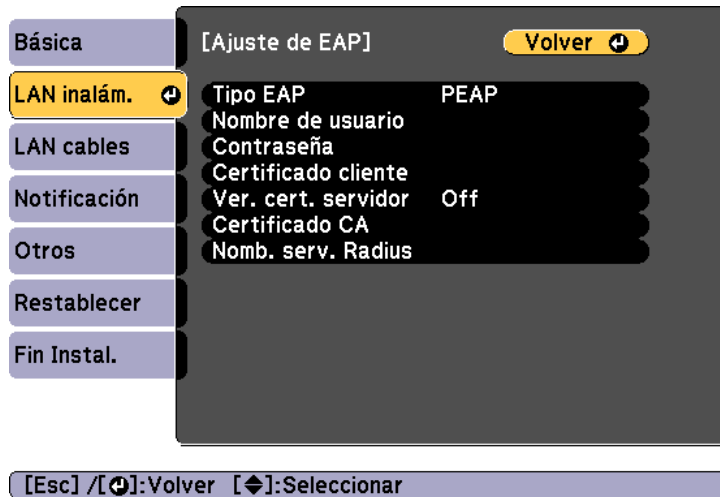 Básica
LAN inalám.
LAN cables
Notificación
Otros
Restablecer
Fin Instal.
[Ajuste de EAP] Volver
Tipo EAP PEAP
Nombre de usuario
Contraseña
Certificado cliente
Ver. cert. servidor Off
Certificado CA
Nomb. serv. Radius
[Esc] /[⏎]:Volver [◆]:Seleccionar